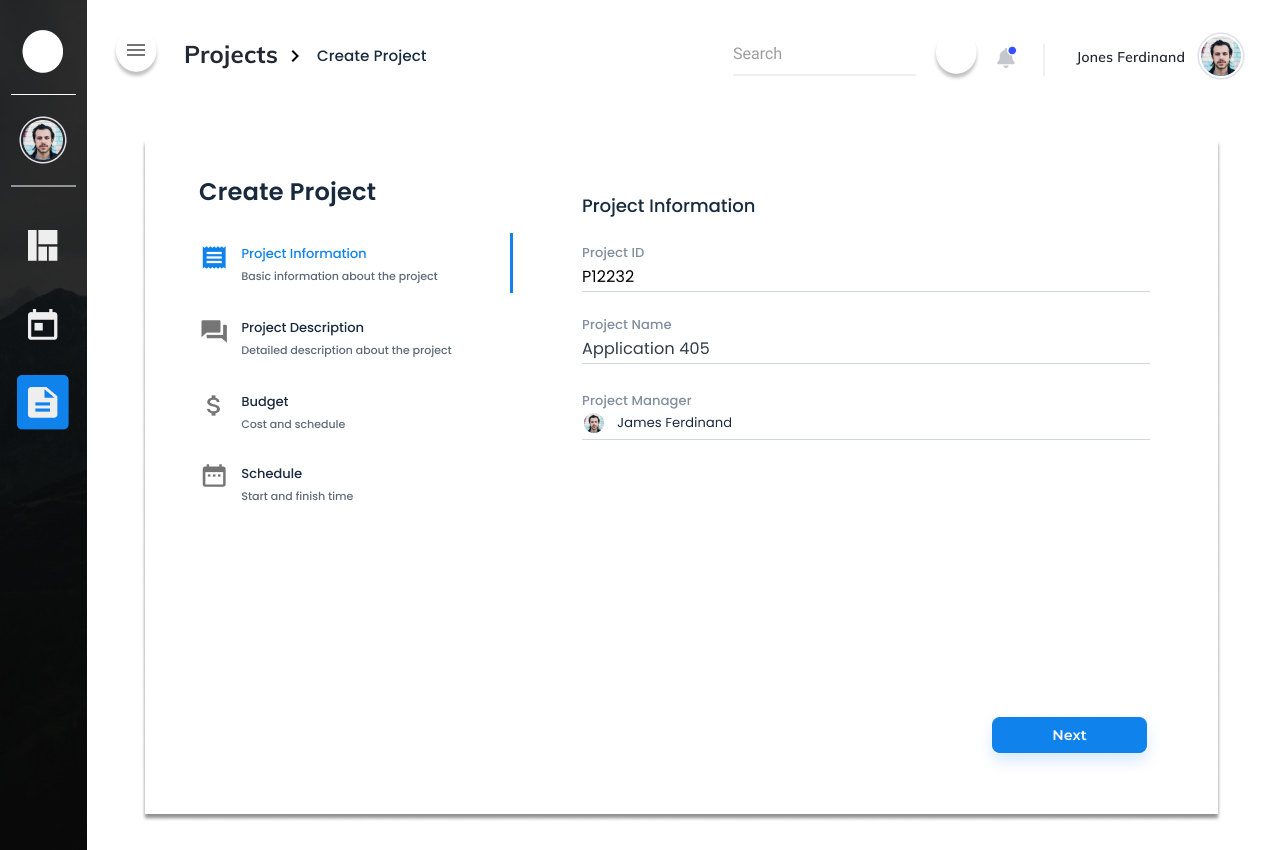 Projects
Create Project
Search
Jones Ferdinand
Create Project
Project Information
Basic information about the project
Project Description
Detailed description about the project
Budget
Cost and schedule
Schedule
Start and finish time
Project Information
Project ID
P12232
Project Name
Application 405
Project Manager
James Ferdinand
Next